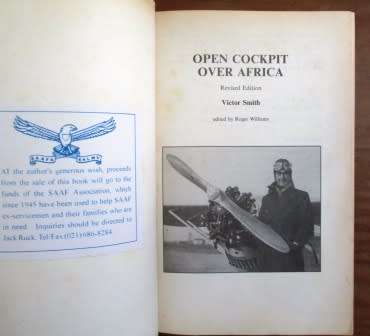 AT the author's generous wish, proceeds
from the sale of this book will go to the
funds of the SAAF Association, which
since 1945 have been used to help SAAF
ex-servicemen and their families who are
in need. Inquiries should be directed to
Jack Ruck. Tel/Fax (021) 686-8284
OPEN COCKPIT
OVER AFRICA
Revised Edition
Victor Smith
edited by Roger Williams